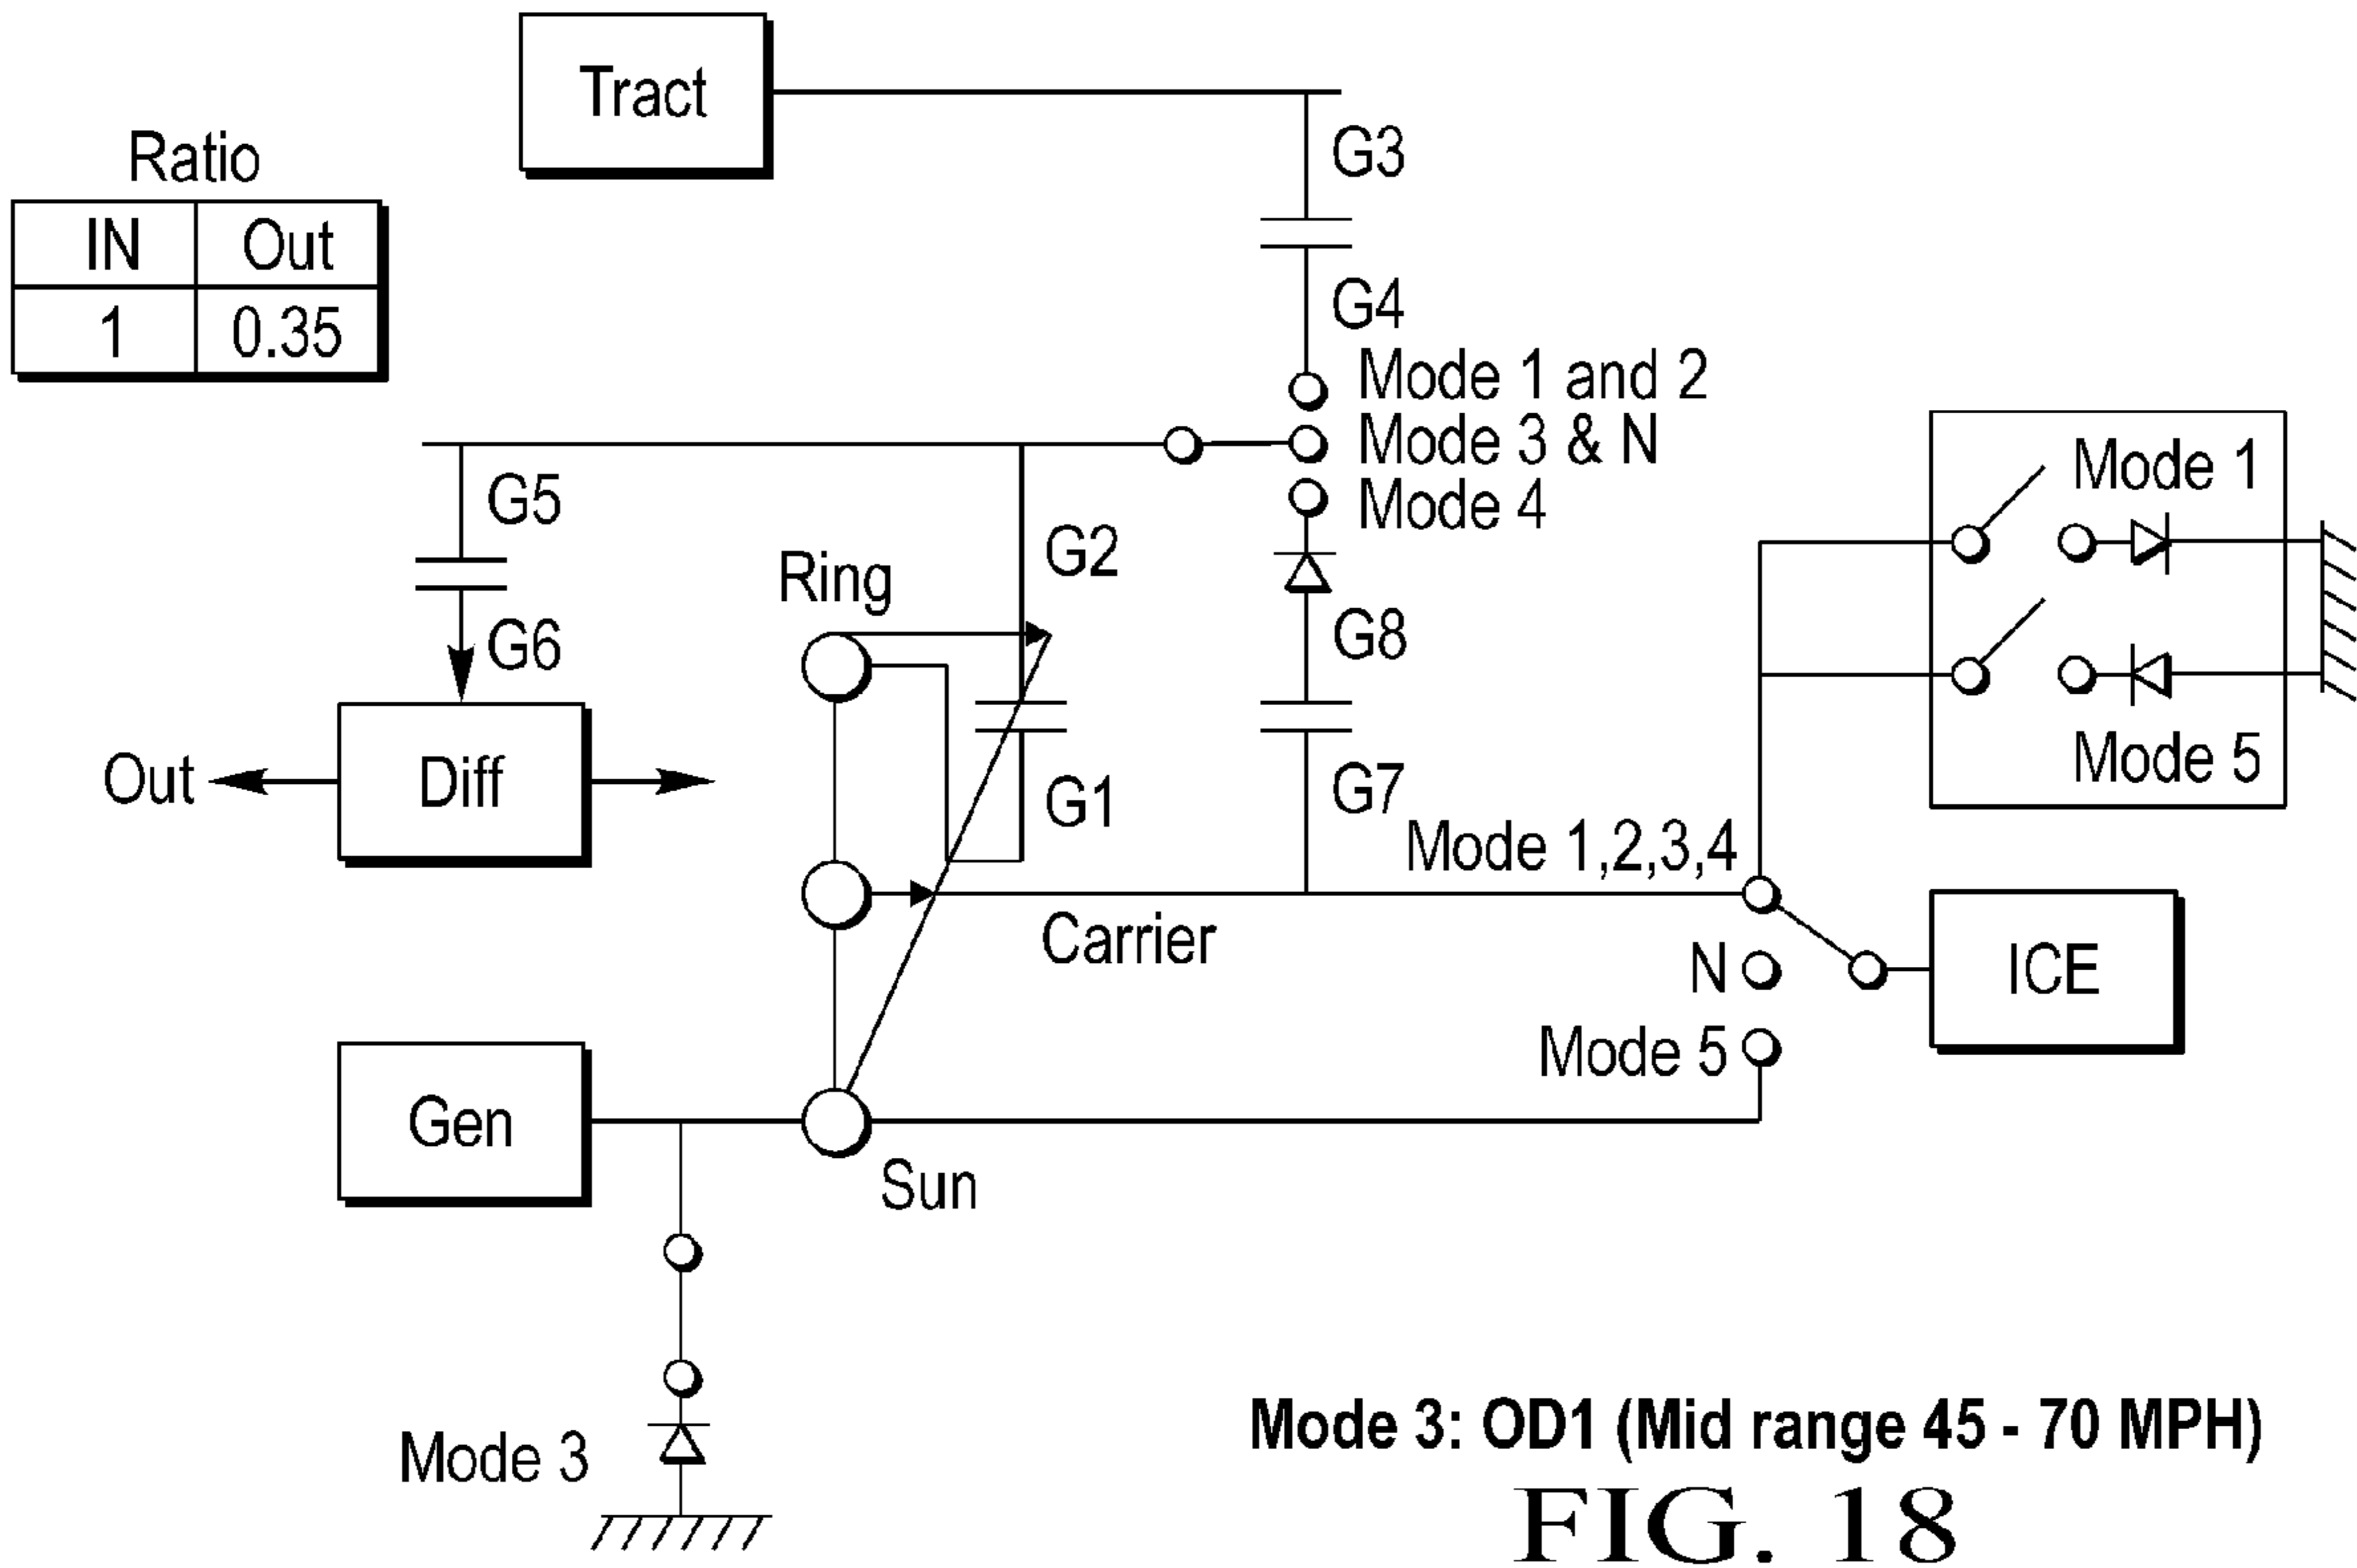 Tract
Ratio
IN Out
1 0.35
G3
G4
Mode 1 and 2
Mode 3 & N
Mode 4
G5
G6
Ring
G2
G8
Mode 1
Mode 5
Out
Diff
G1
G7
Mode 1,2,3,4
Carrier
N
ICE
Mode 5
Gen
Sun
Mode 3
Mode 3: OD1 (Mid range 45 - 70 MPH)
FIG. 18